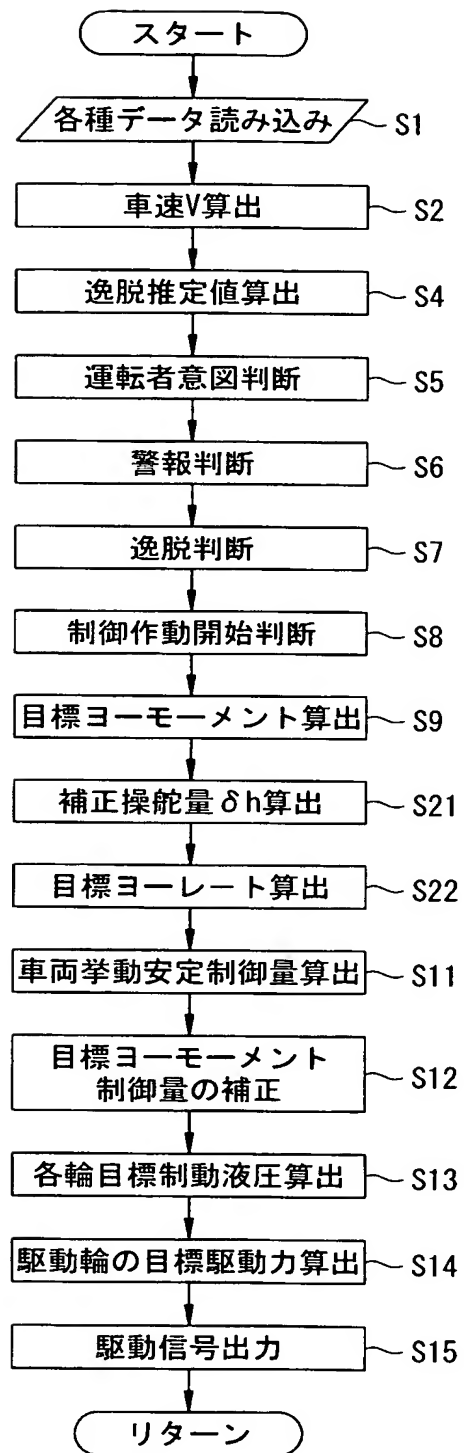 スタート
各種データ読み込み S1
車速V算出 S2
逸脱推定値算出 S4
運転者意図判断 S5
警報判断 S6
逸脱判断 S7
制御作動開始判断 S8
目標ヨーモーメント算出 S9
補正操舵量δh算出 S21
目標ヨーレート算出 S22
車両挙動安定制御量算出 S11
目標ヨーモーメント
制御量の補正 S12
各輪目標制動液圧算出 S13
駆動輪の目標駆動力算出 S14
駆動信号出力 S15
リターン